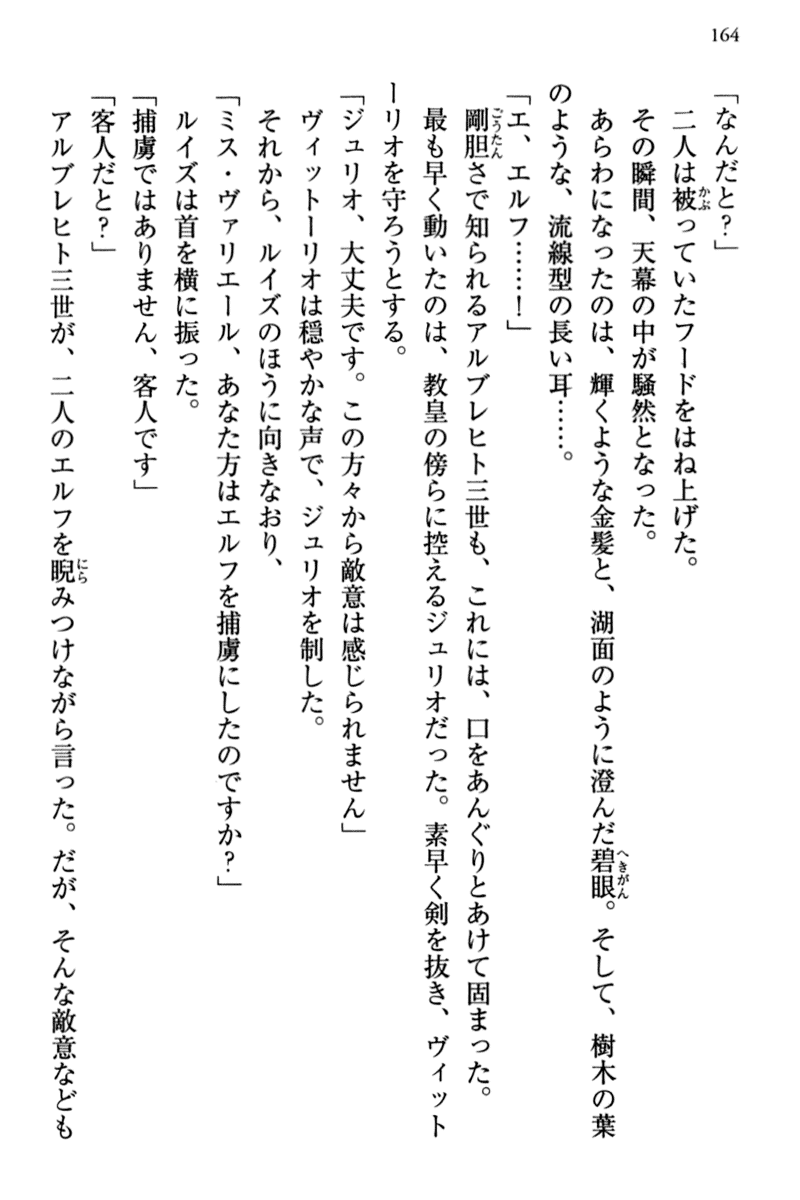 164
「なんだと?」
二人は被っていたフードをはね上げた。
その瞬間、天幕の中が騒然となった。
あらわになったのは、輝くような金髪と、湖面のように澄んだ碧眼。そして、樹木の葉
のような、流線型の長い耳……。
「エ、エルフ……!」
剛胆さで知られるアルブレヒト三世も、これには、口をあんぐりとあけて固まった。
最も早く動いたのは、教皇の傍らに控えるジュリオだった。素早く剣を抜き、ヴィット
ーリオを守ろうとする。
「ジュリオ、大丈夫です。この方々から敵意は感じられません」
ヴィットーリオは穏やかな声で、ジュリオを制した。
それから、ルイズのほうに向きなおり、
「ミス・ヴァリエール、あなた方はエルフを捕虜にしたのですか?」
ルイズは首を横に振った。
「捕虜ではありません、客人です」
「客人だと?」
アルブレヒト三世が、二人のエルフを睨みつけながら言った。だが、そんな敵意なども